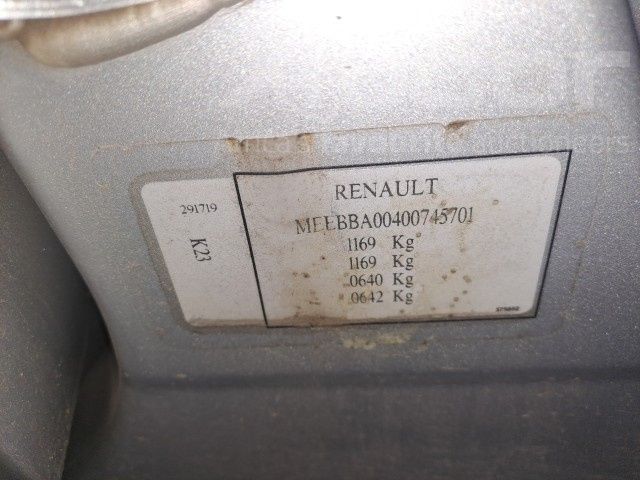 291719
K23
RENAULT
MEEBBA00400745701
1169 Kg
1169 Kg
0640 Kg
0642 Kg